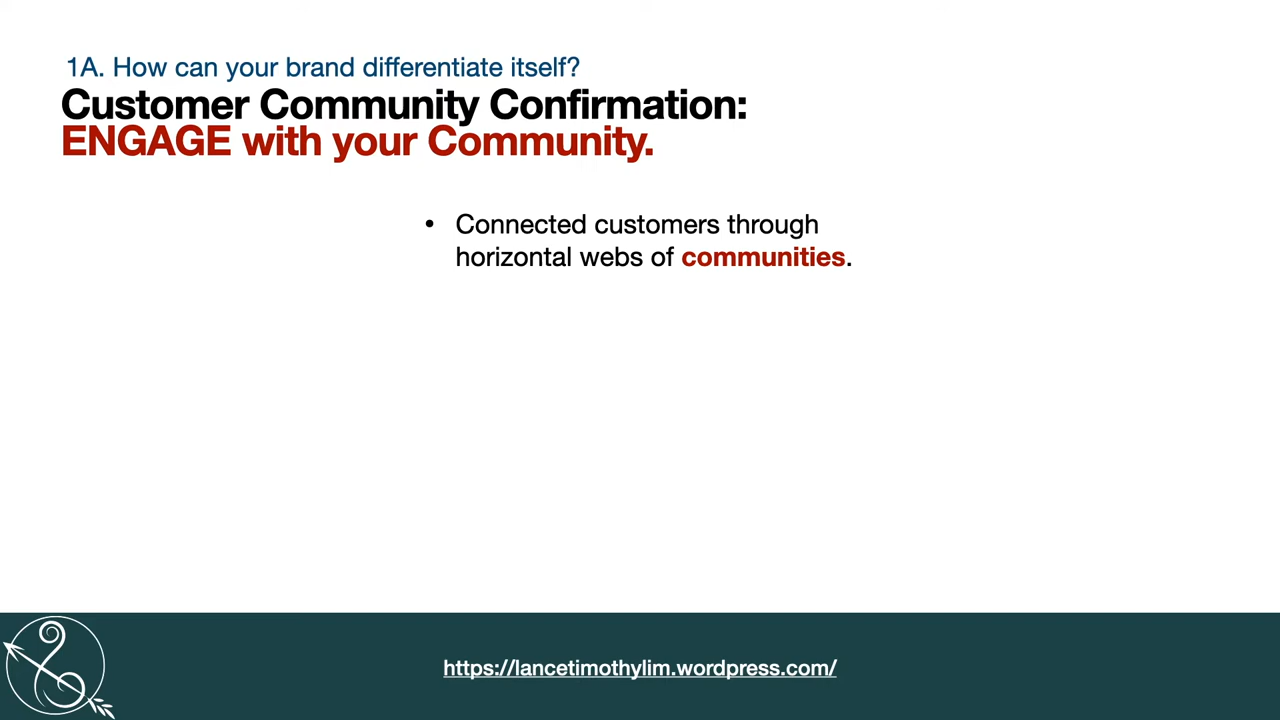 1A. How can your brand differentiate itself?
Customer Community Confirmation:
ENGAGE with your Community.
• Connected customers through
horizontal webs of communities.
https://lancetimothylim.wordpress.com/